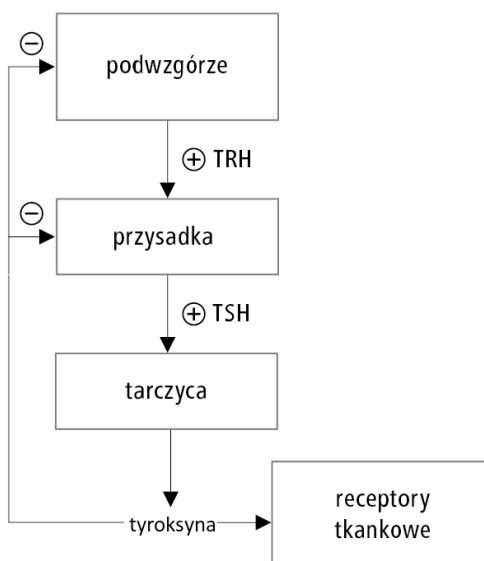 ⊖
podwzgórze
⊕ TRH
⊖
przysadka
⊕ TSH
tarczyca
tyroksyna
receptory
tkankowe